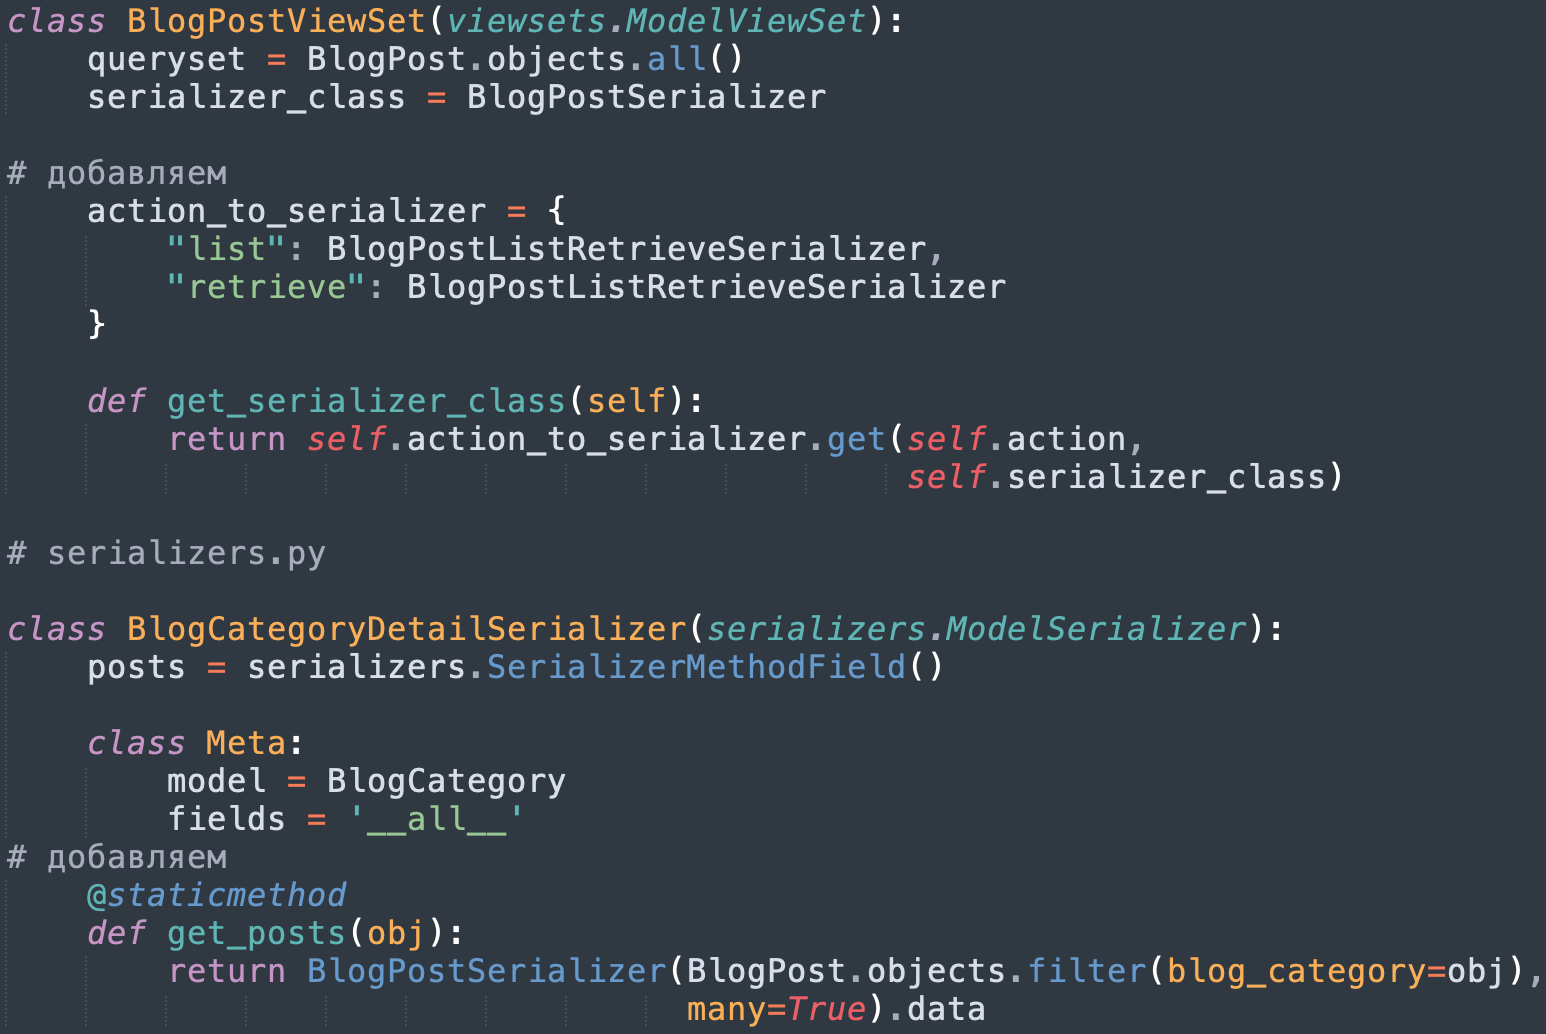 class BlogPostViewSet(viewsets.ModelViewSet):
    queryset = BlogPost.objects.all()
    serializer_class = BlogPostSerializer

# добавляем
    action_to_serializer = {
        "list": BlogPostListRetrieveSerializer,
        "retrieve": BlogPostListRetrieveSerializer
    }

    def get_serializer_class(self):
        return self.action_to_serializer.get(self.action,
                                             self.serializer_class)

# serializers.py

class BlogCategoryDetailSerializer(serializers.ModelSerializer):
    posts = serializers.SerializerMethodField()

    class Meta:
        model = BlogCategory
        fields = '__all__'
# добавляем
    @staticmethod
    def get_posts(obj):
        return BlogPostSerializer(BlogPost.objects.filter(blog_category=obj),
                                  many=True).data